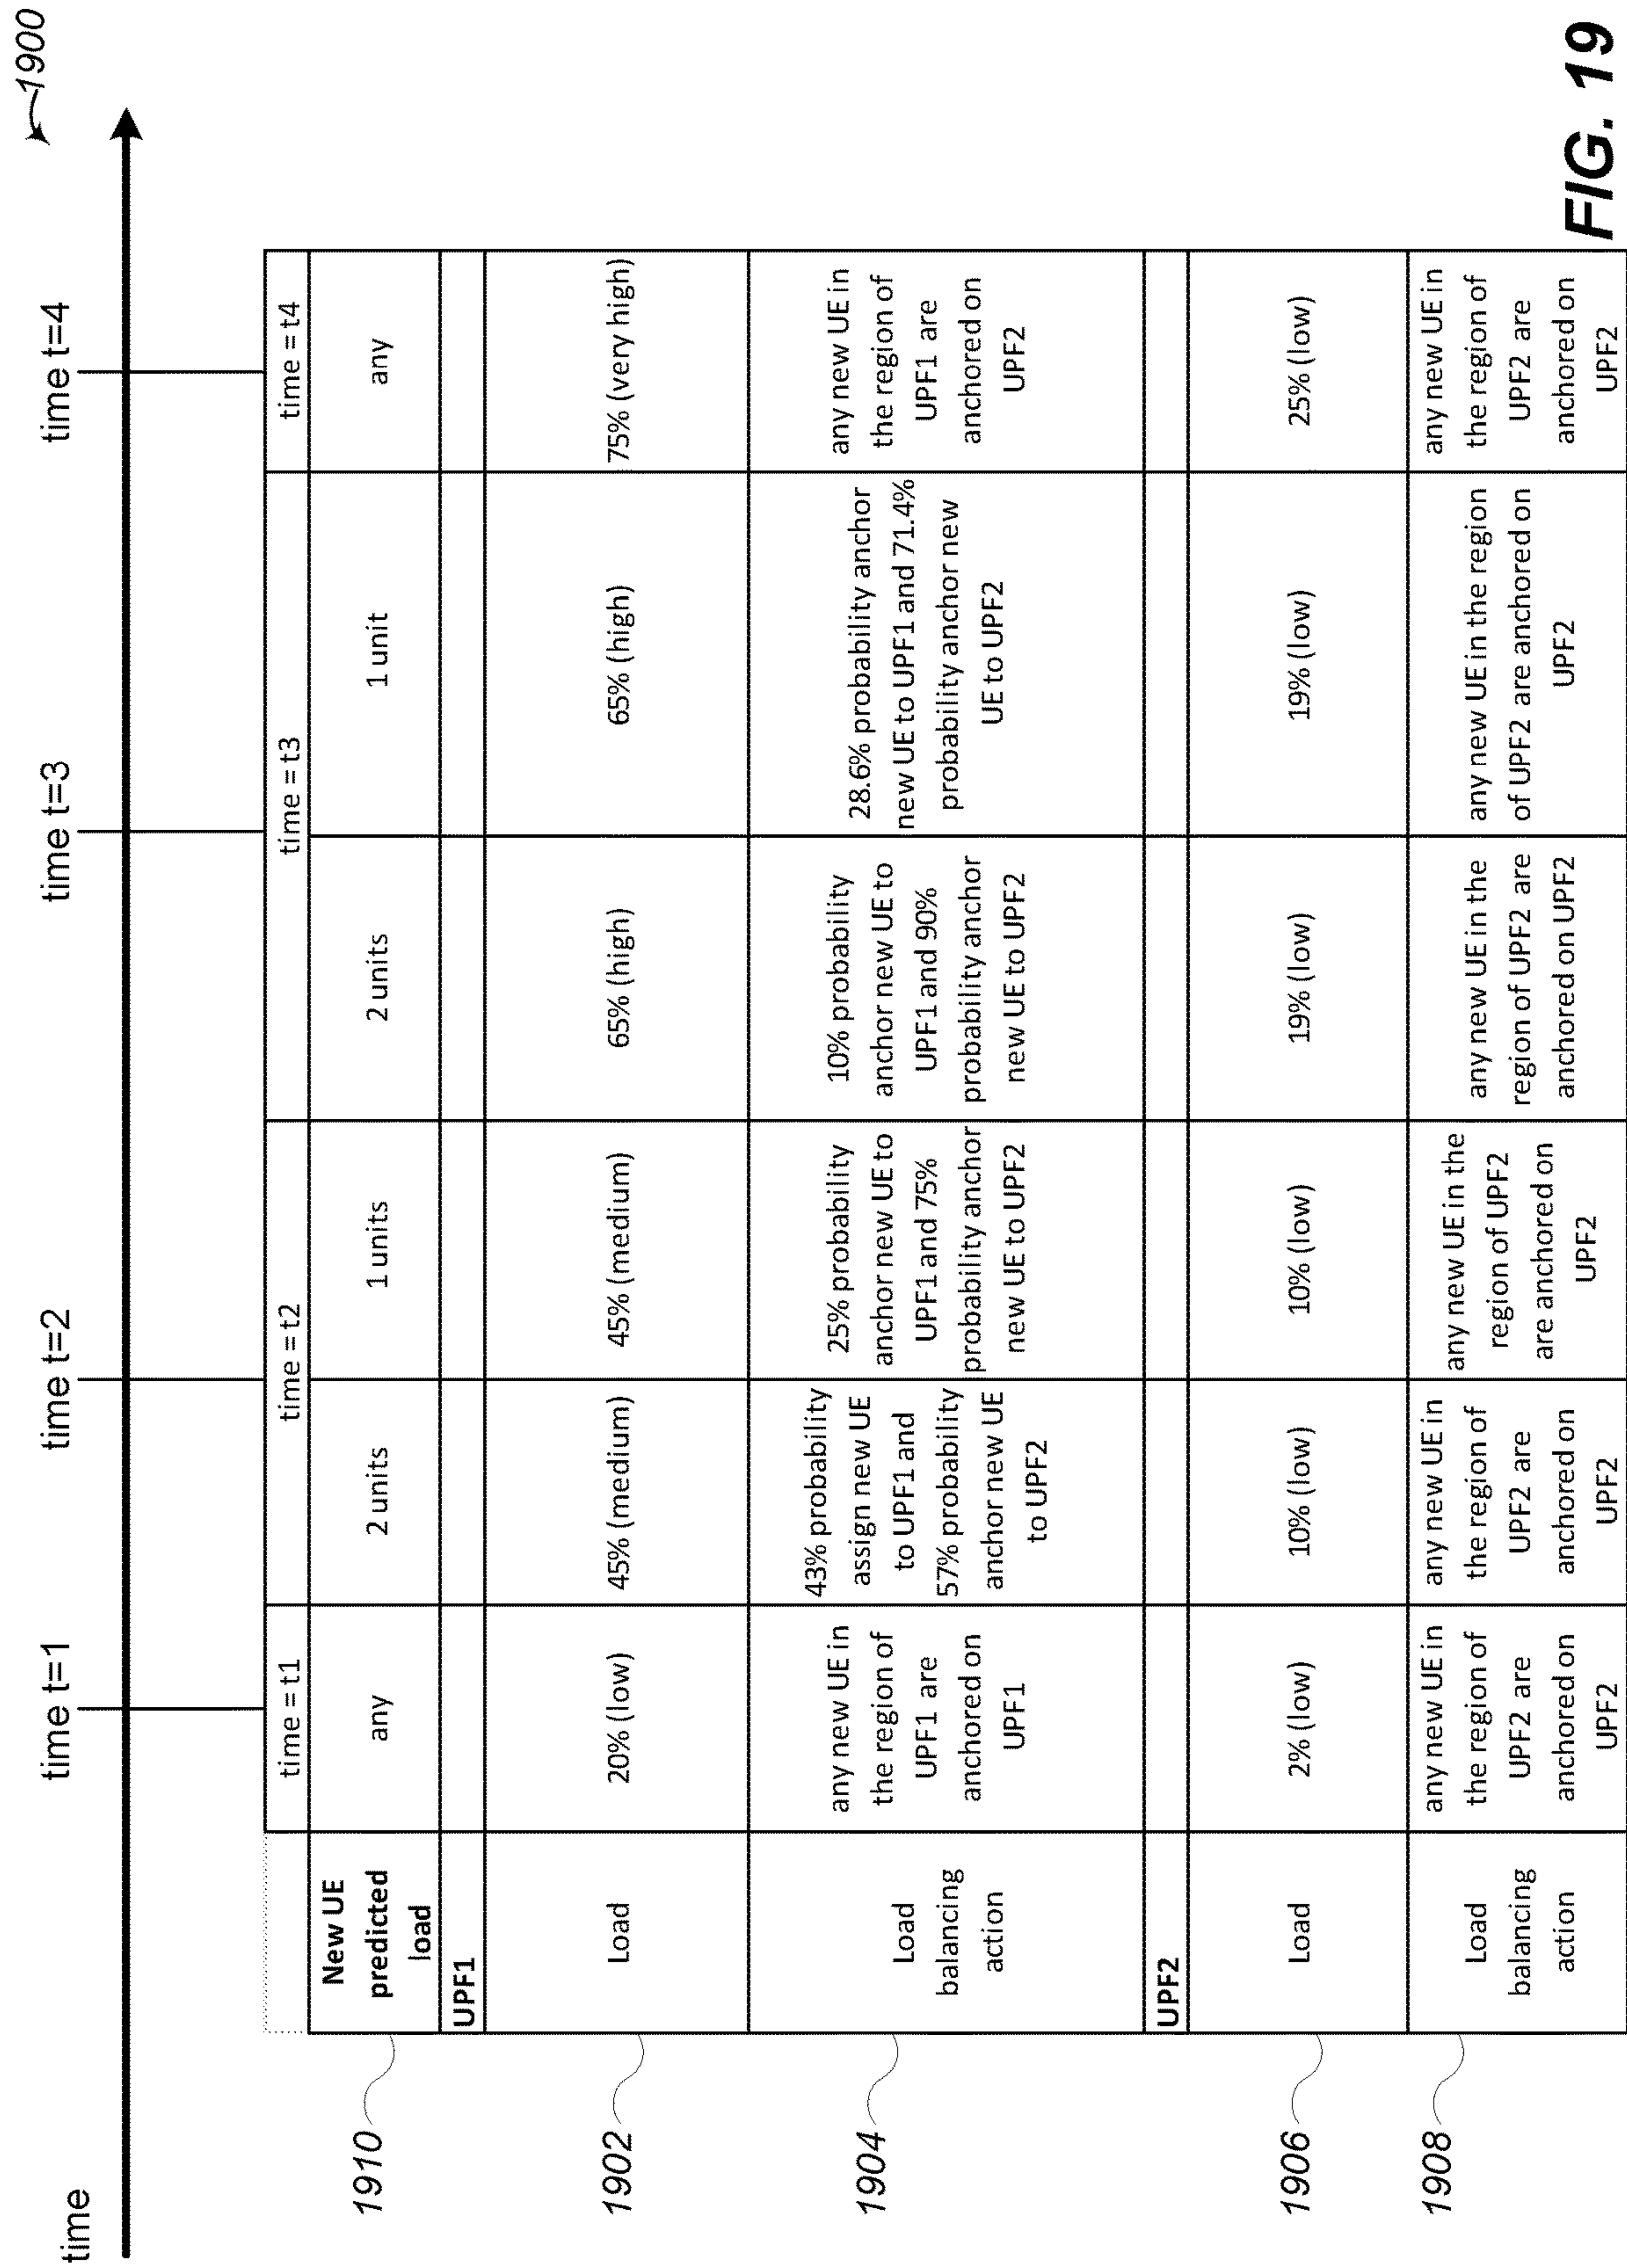 1900
time
time t=1
time t=2
time t=3
time t=4
time = t1
time = t2
time = t3
time = t4
1910
New UE
predicted
load
any
2 units
1 units
2 units
1 unit
any
UPF1
1902
Load
20% (low)
45% (medium)
45% (medium)
65% (high)
65% (high)
75% (very high)
1904
Load
balancing
action
any new UE in
the region of
UPF1 are
anchored on
UPF1
43% probability
assign new UE
to UPF1 and
57% probability
anchor new UE
to UPF2
25% probability
anchor new UE to
UPF1 and 75%
probability anchor
new UE to UPF2
10% probability
anchor new UE to
UPF1 and 90%
probability anchor
new UE to UPF2
28.6% probability anchor
new UE to UPF1 and 71.4%
probability anchor new
UE to UPF2
any new UE in
the region of
UPF1 are
anchored on
UPF2
UPF2
1906
Load
2% (low)
10% (low)
10% (low)
19% (low)
19% (low)
25% (low)
1908
Load
balancing
action
any new UE in
the region of
UPF2 are
anchored on
UPF2
any new UE in
the region of
UPF2 are
anchored on
UPF2
any new UE in the
region of UPF2
are anchored on
UPF2
any new UE in the
region of UPF2 are
anchored on UPF2
any new UE in the region
of UPF2 are anchored on
UPF2
any new UE in
the region of
UPF2 are
anchored on
UPF2
FIG. 19